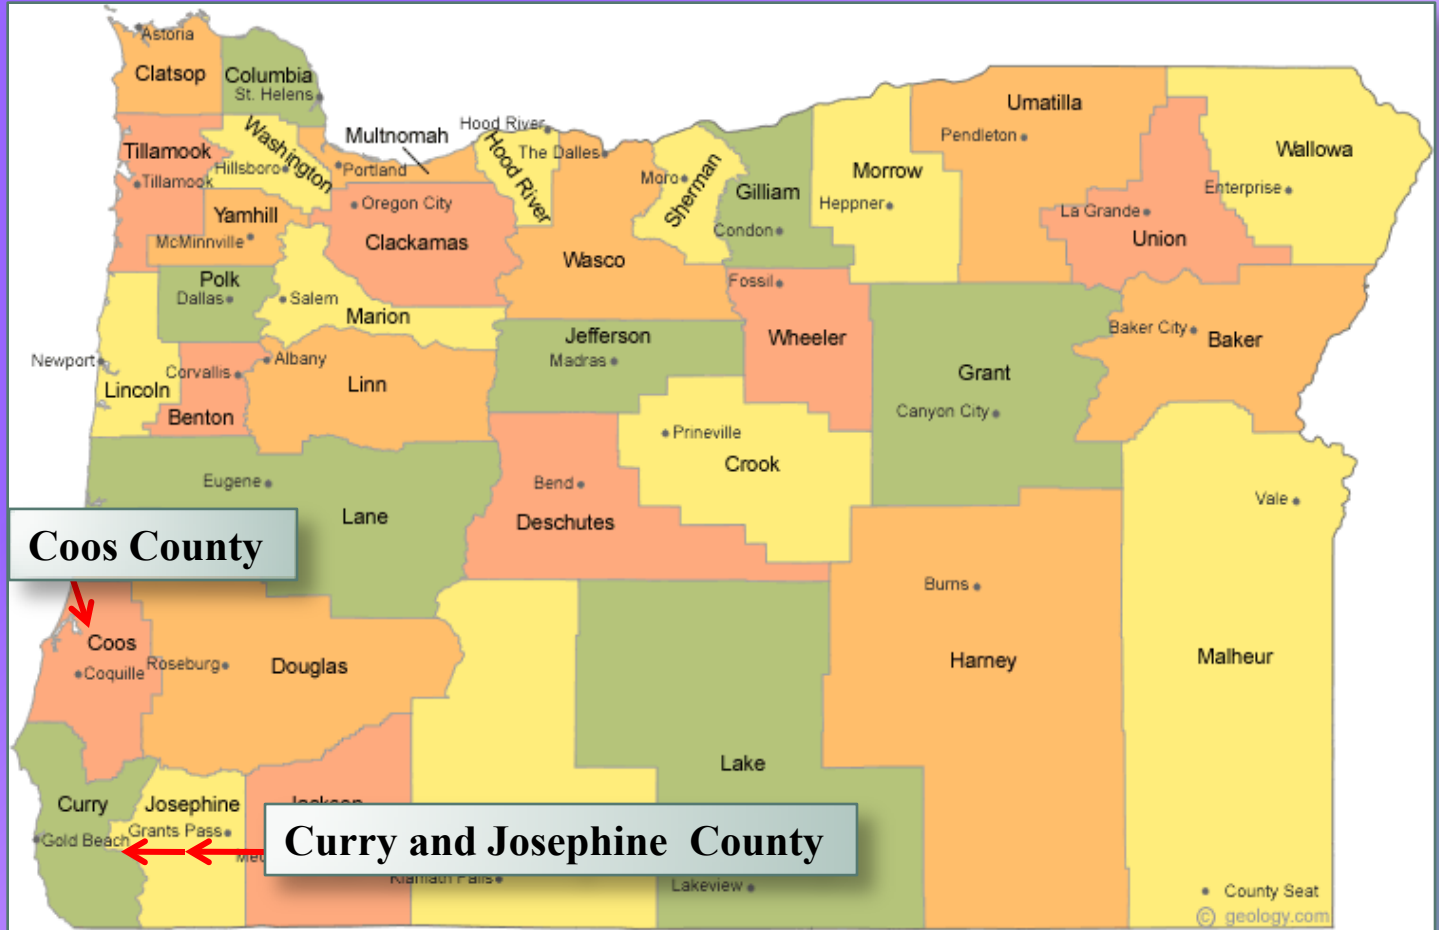 Astoria
Clatsop
Columbia
St. Helens
Tillamook
Tillamook
Washington
Hillsboro
Multnomah
Portland
Hood River
Hood River
The Dalles
Wasco
Moro
Sherman
Gilliam
Condon
Morrow
Heppner
Umatilla
Pendleton
Union
La Grande
Wallowa
Enterprise
Yamhill
McMinnville
Oregon City
Clackamas
Polk
Dallas
Salem
Marion
Jefferson
Madras
Fossil
Wheeler
Grant
Canyon City
Baker City
Baker
Newport
Lincoln
Corvallis
Benton
Albany
Linn
Prineville
Crook
Eugene
Lane
Bend
Deschutes
Vale
Malheur
Burns
Harney
Coos County
Coos
Coquille
Roseburg
Douglas
Lake
Lakeview
Curry
Gold Beach
Josephine
Grants Pass
Jackson
Curry and Josephine County
Klamath Falls
County Seat
© geology.com